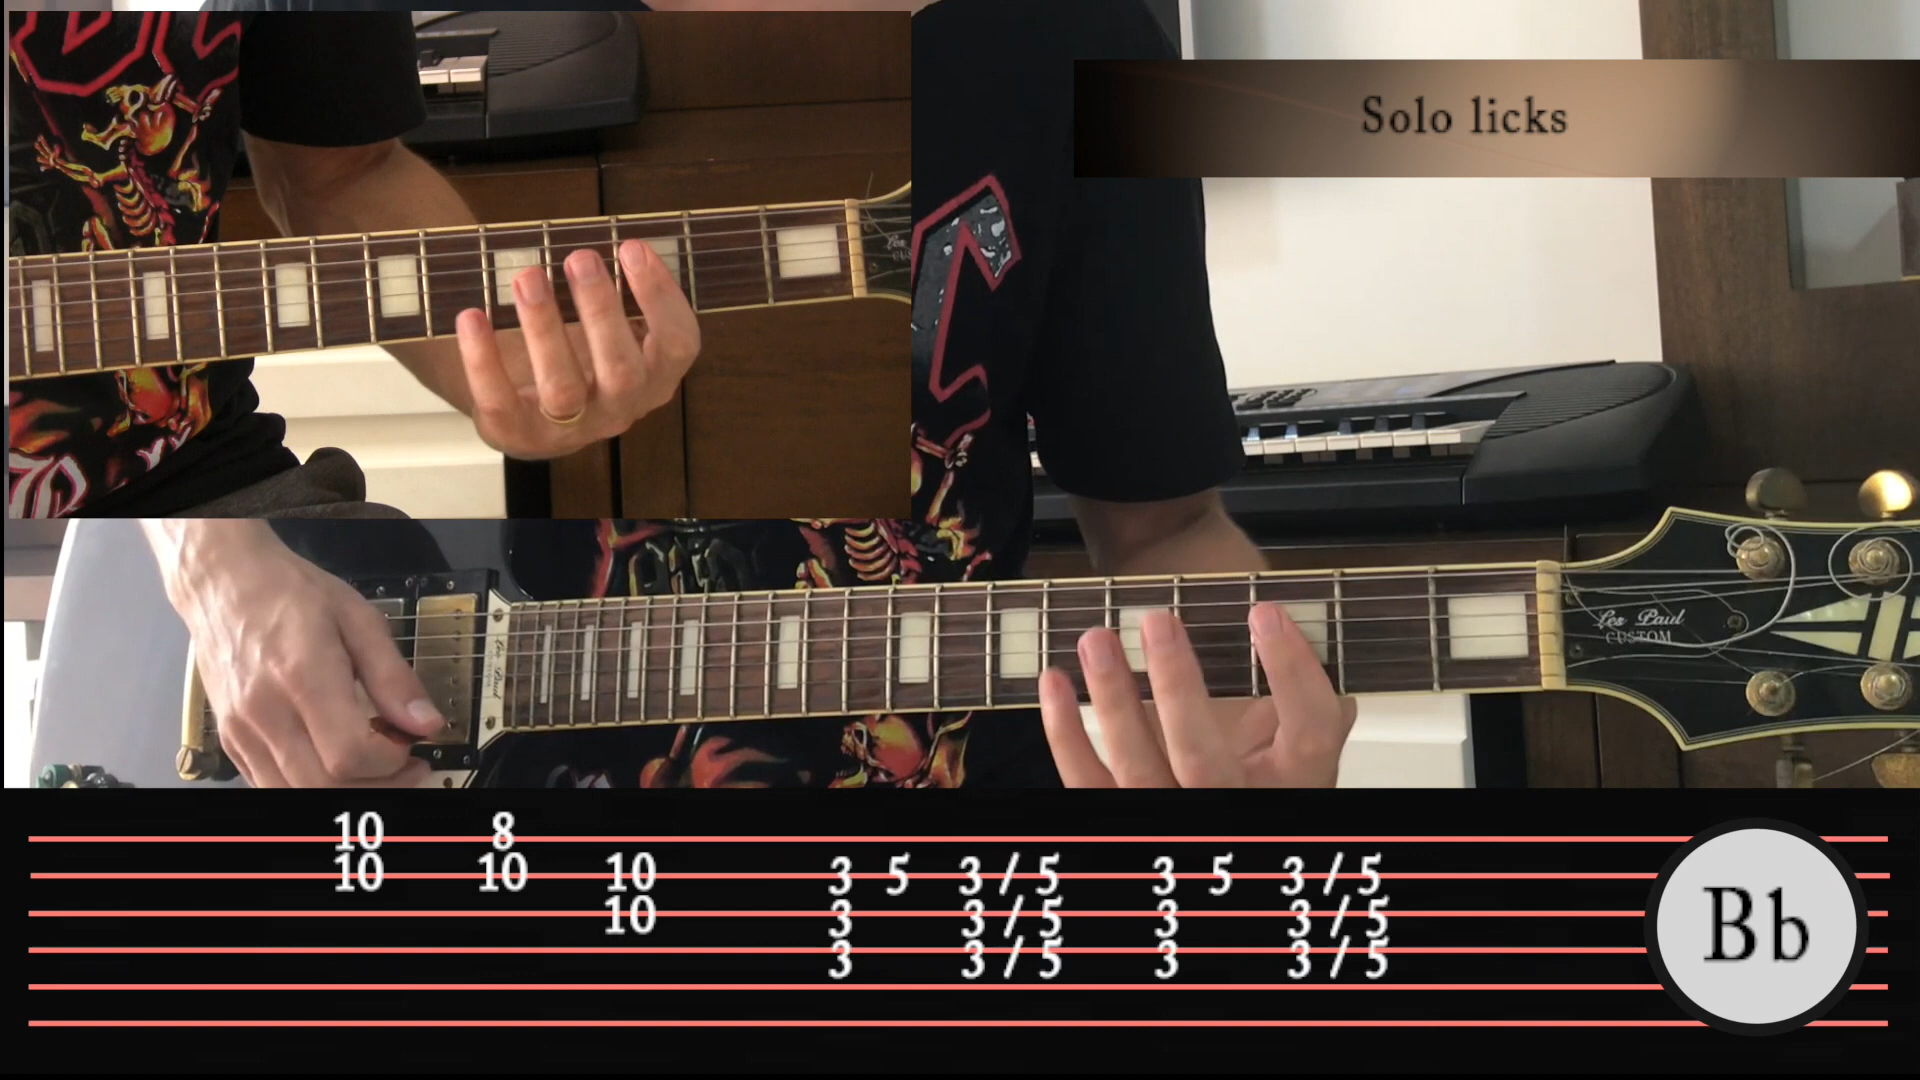 Solo licks
Les Paul
CUSTOM
10 8
10 10 10 3 5 3 / 5 3 5 3 / 5
10 3 3 / 5 3 3 / 5
3 3 / 5 3 3 / 5
Bb